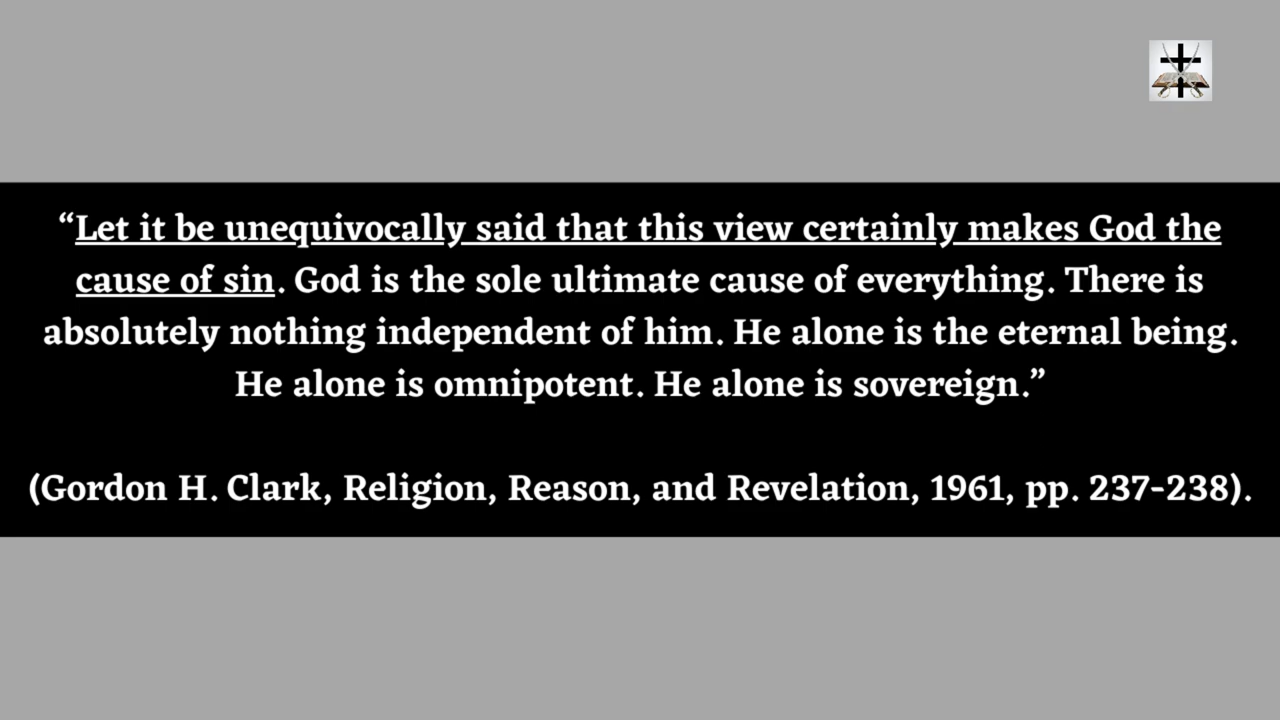 “Let it be unequivocally said that this view certainly makes God the
cause of sin. God is the sole ultimate cause of everything. There is
absolutely nothing independent of him. He alone is the eternal being.
He alone is omnipotent. He alone is sovereign.”
(Gordon H. Clark, Religion, Reason, and Revelation, 1961, pp. 237-238).